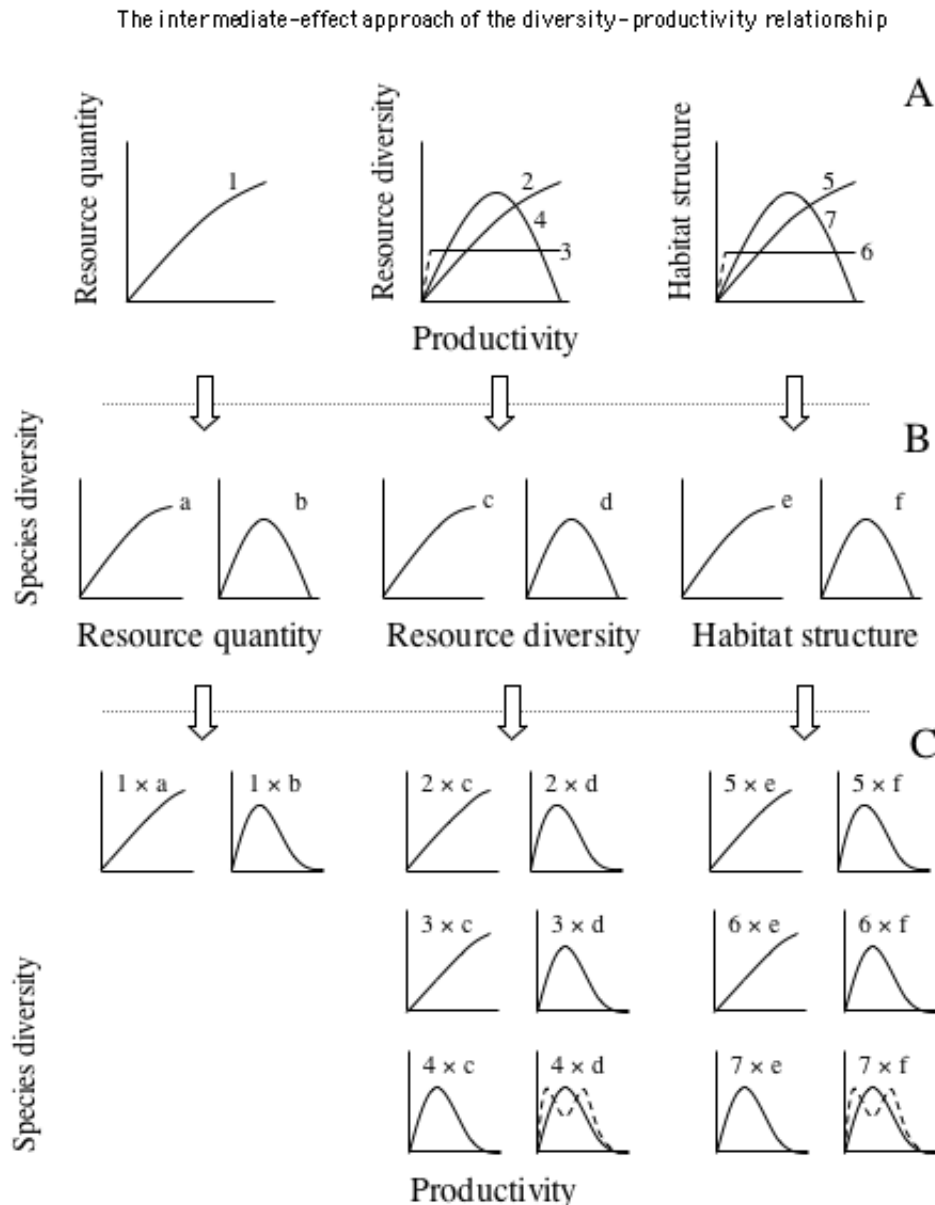 The intermediate-effect approach of the diversity-productivity relationship
A
Resource quantity
1
Resource diversity
2
4
3
Habitat structure
5
7
6
Productivity
B
Species diversity
a
b
c
d
e
f
Resource quantity
Resource diversity
Habitat structure
C
1 × a
1 × b
2 × c
2 × d
5 × e
5 × f
3 × c
3 × d
6 × e
6 × f
Species diversity
4 × c
4 × d
7 × e
7 × f
Productivity